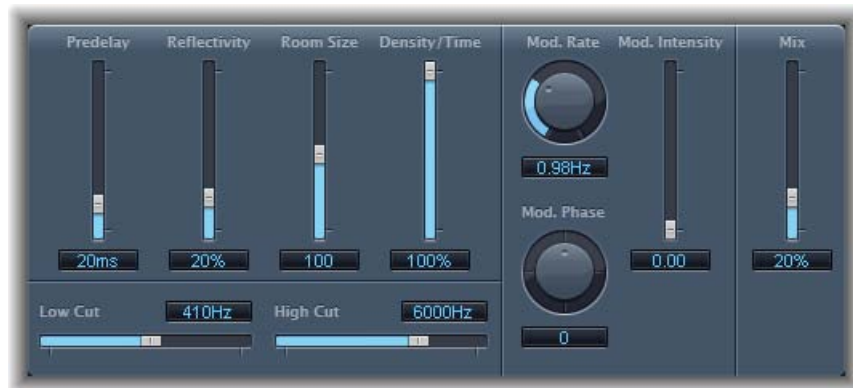 Predelay Reflectivity Room Size Density/Time Mod. Rate Mod. Intensity Mix
0.98Hz
Mod. Phase
20ms 20% 100 100% 0.00 20%
Low Cut 410Hz High Cut 6000Hz
0